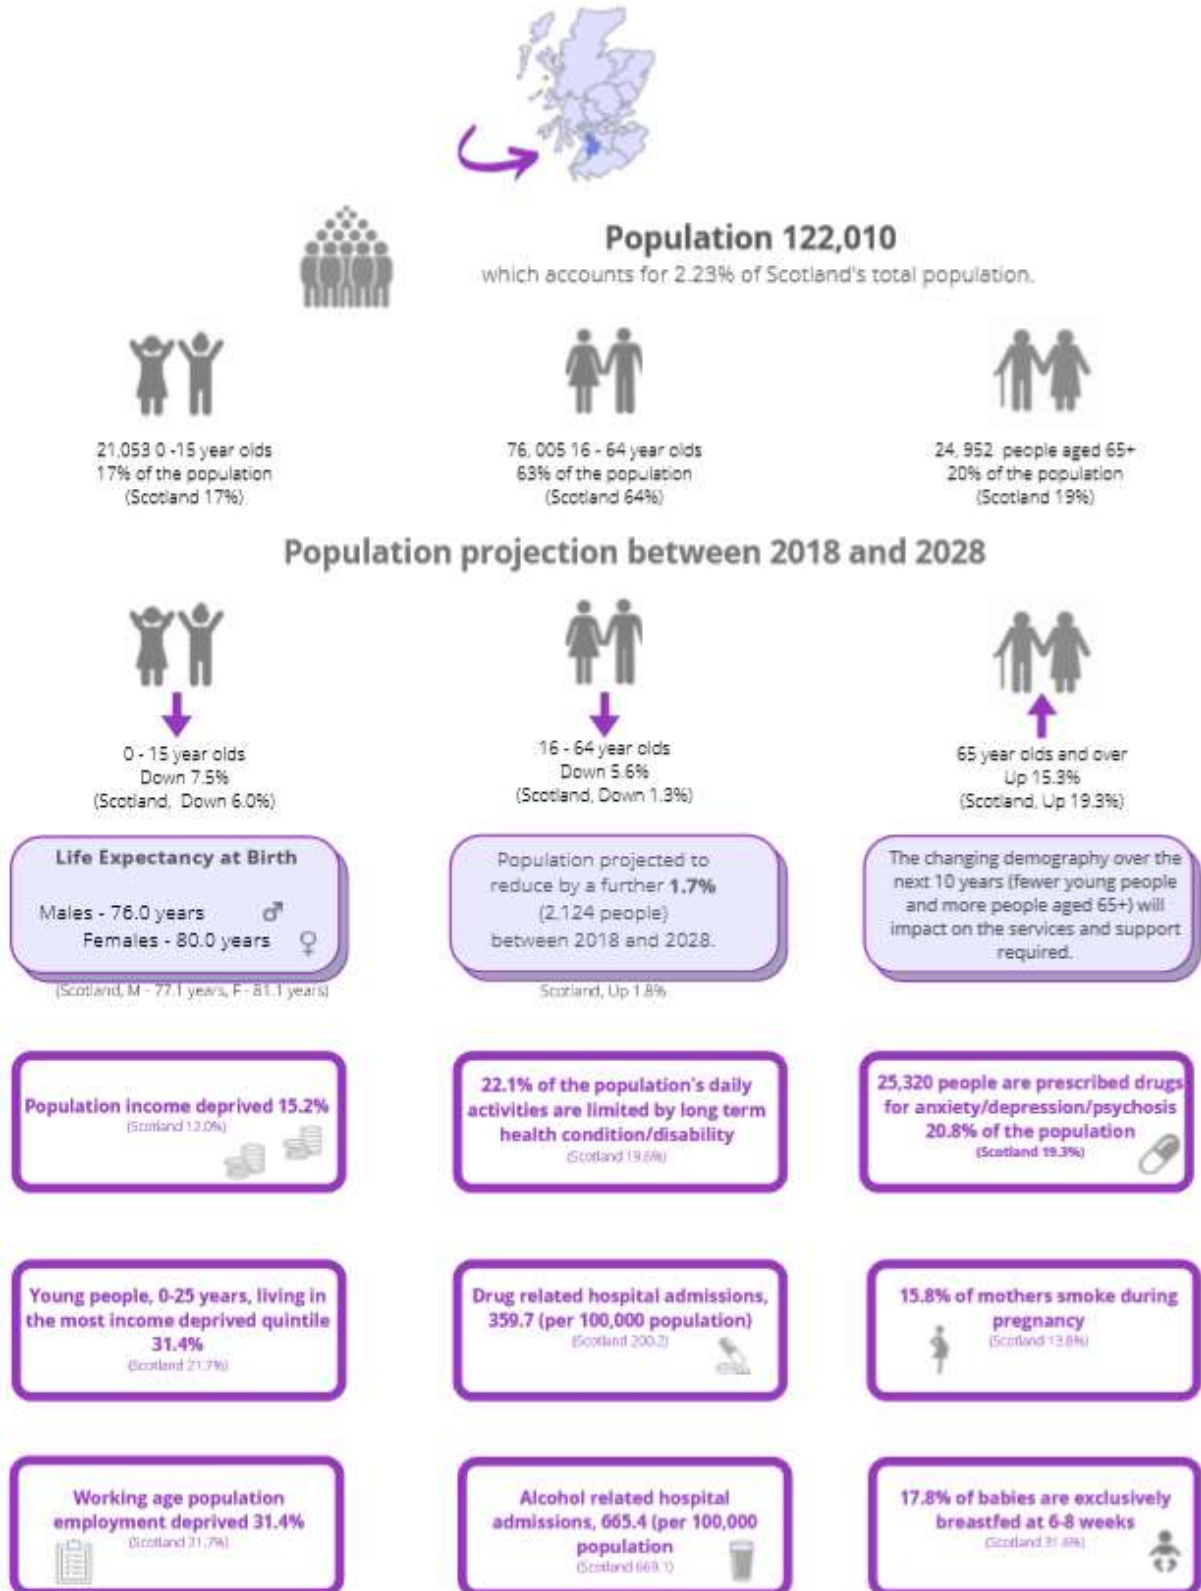 Population 122,010
which accounts for 2.23% of Scotland's total population.
21,053 0 -15 year olds
17% of the population
(Scotland 17%)
76, 005 16 - 64 year olds
63% of the population
(Scotland 64%)
24, 952 people aged 65+
20% of the population
(Scotland 19%)
Population projection between 2018 and 2028
0 - 15 year olds
Down 7.5%
(Scotland, Down 6.0%)
16 - 64 year olds
Down 5.6%
(Scotland, Down 1.3%)
65 year olds and over
Up 15.3%
(Scotland, Up 19.3%)
Life Expectancy at Birth
Males - 76.0 years
Females - 80.0 years
(Scotland, M - 77.1 years, F - 81.1 years)
Population projected to
reduce by a further 1.7%
(2,124 people)
between 2018 and 2028.
Scotland, Up 1.8%
The changing demography over the
next 10 years (fewer young people
and more people aged 65+) will
impact on the services and support
required.
Population income deprived 15.2%
(Scotland 12.0%)
22.1% of the population's daily
activities are limited by long term
health condition/disability
(Scotland 19.6%)
25,320 people are prescribed drugs
for anxiety/depression/psychosis
20.8% of the population
(Scotland 19.3%)
Young people, 0-25 years, living in
the most income deprived quintile
31.4%
(Scotland 21.7%)
Drug related hospital admissions,
359.7 (per 100,000 population)
(Scotland 200.2)
15.8% of mothers smoke during
pregnancy
(Scotland 13.8%)
Working age population
employment deprived 31.4%
(Scotland 21.7%)
Alcohol related hospital
admissions, 665.4 (per 100,000
population
(Scotland 669.1)
17.8% of babies are exclusively
breastfed at 6-8 weeks
(Scotland 31.6%)